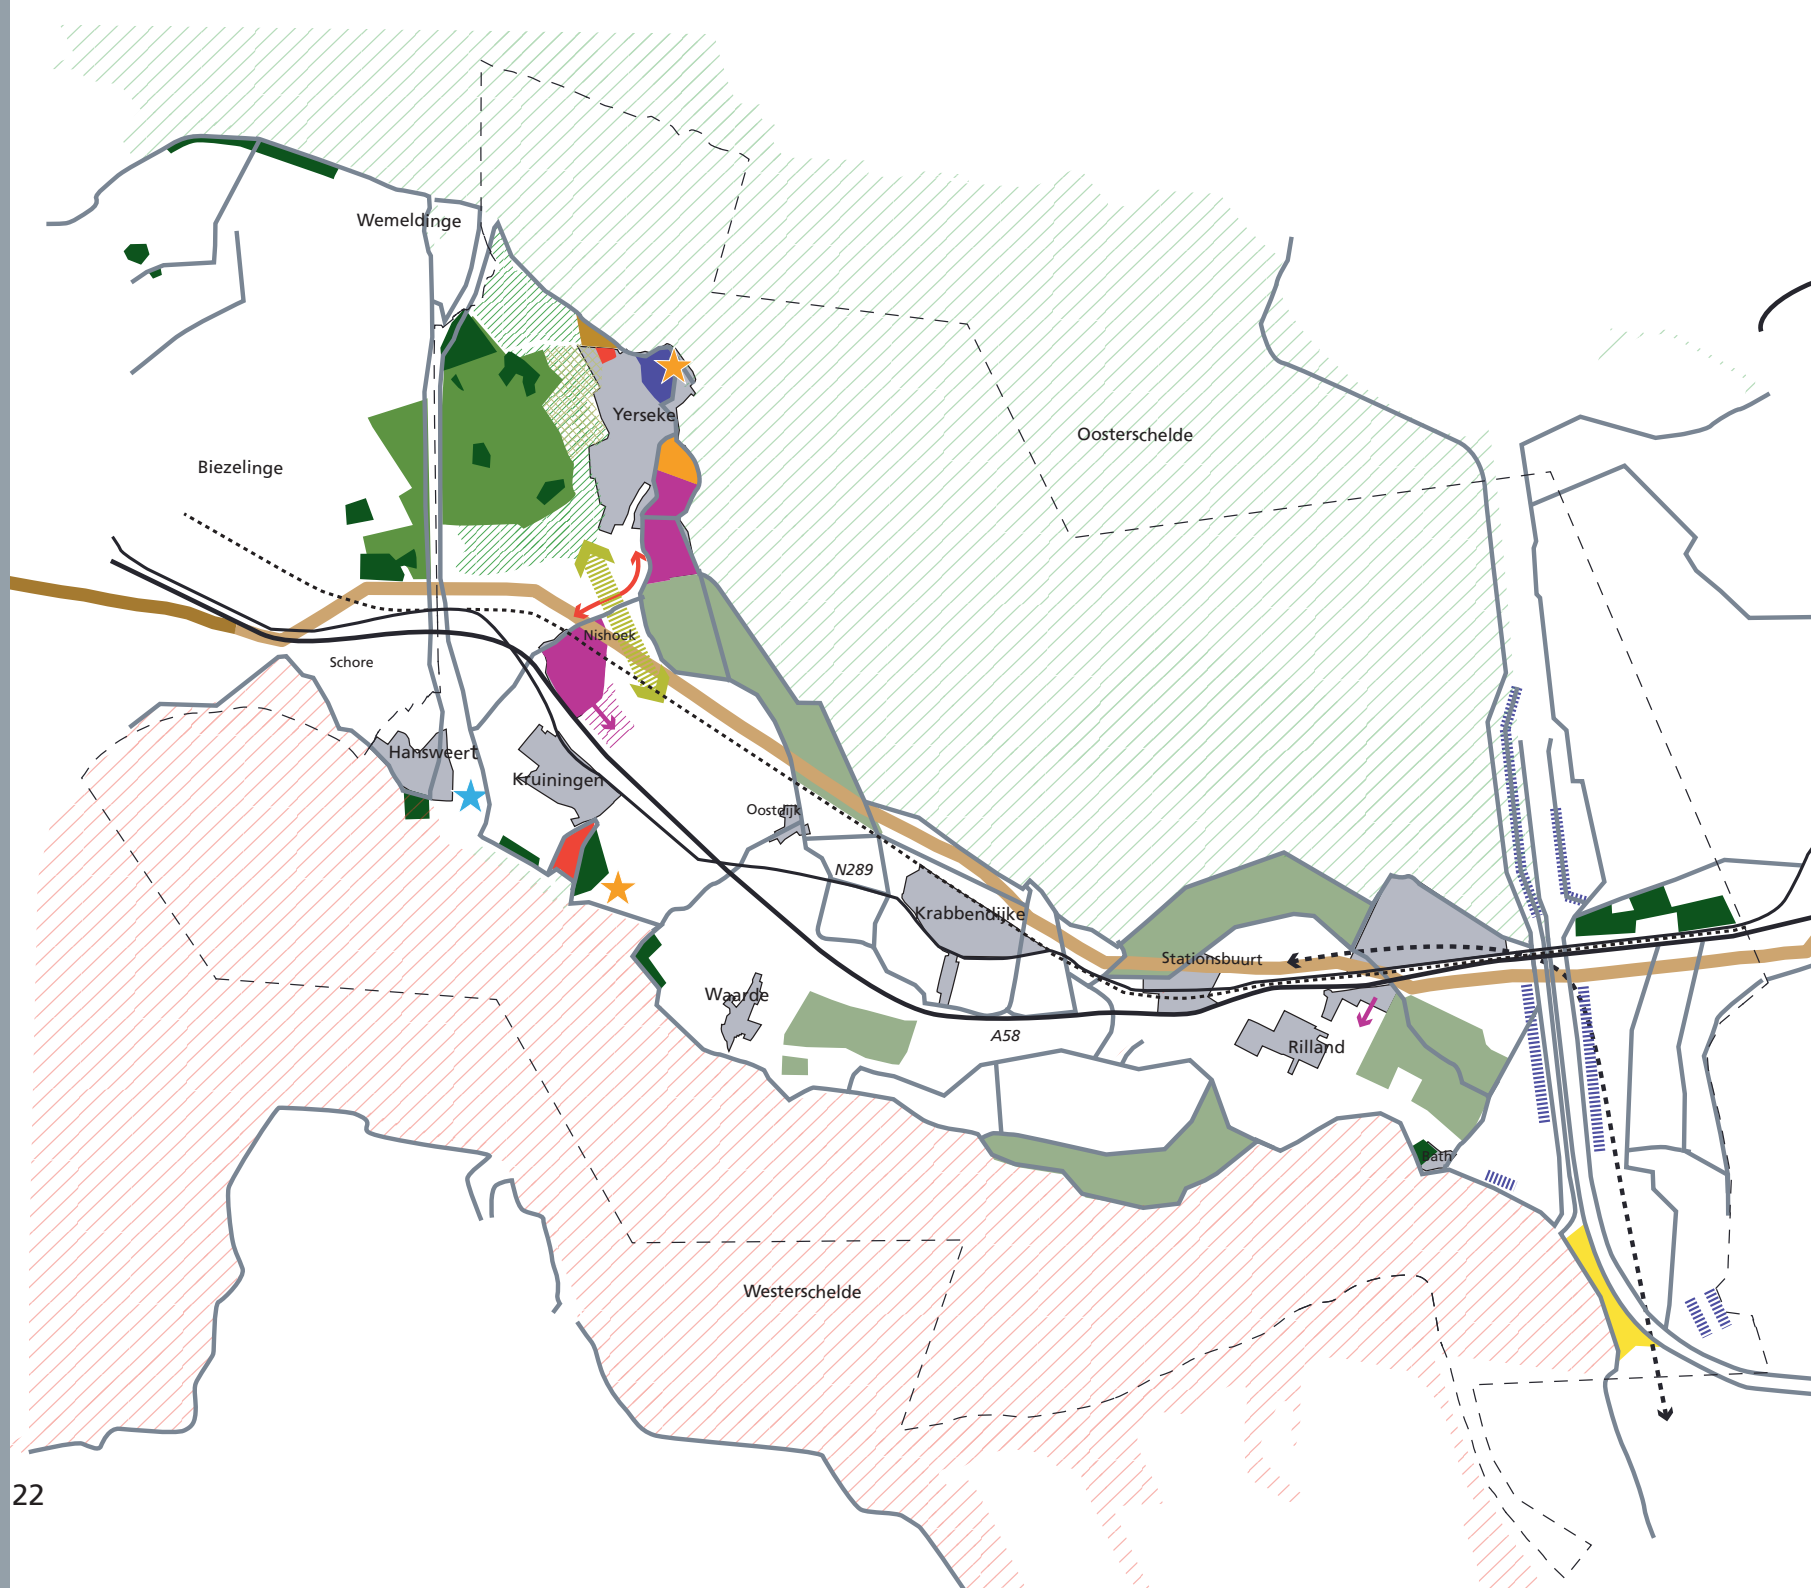 Wemeldinge
Yerseke
Oosterschelde
Biezelinge
Nishoek
Schore
Hansweert
Kruiningen
Oostdijk
N289
Krabbendijke
Stationsbuurt
Waarde
A58
Rilland
Bath
Westerschelde
22